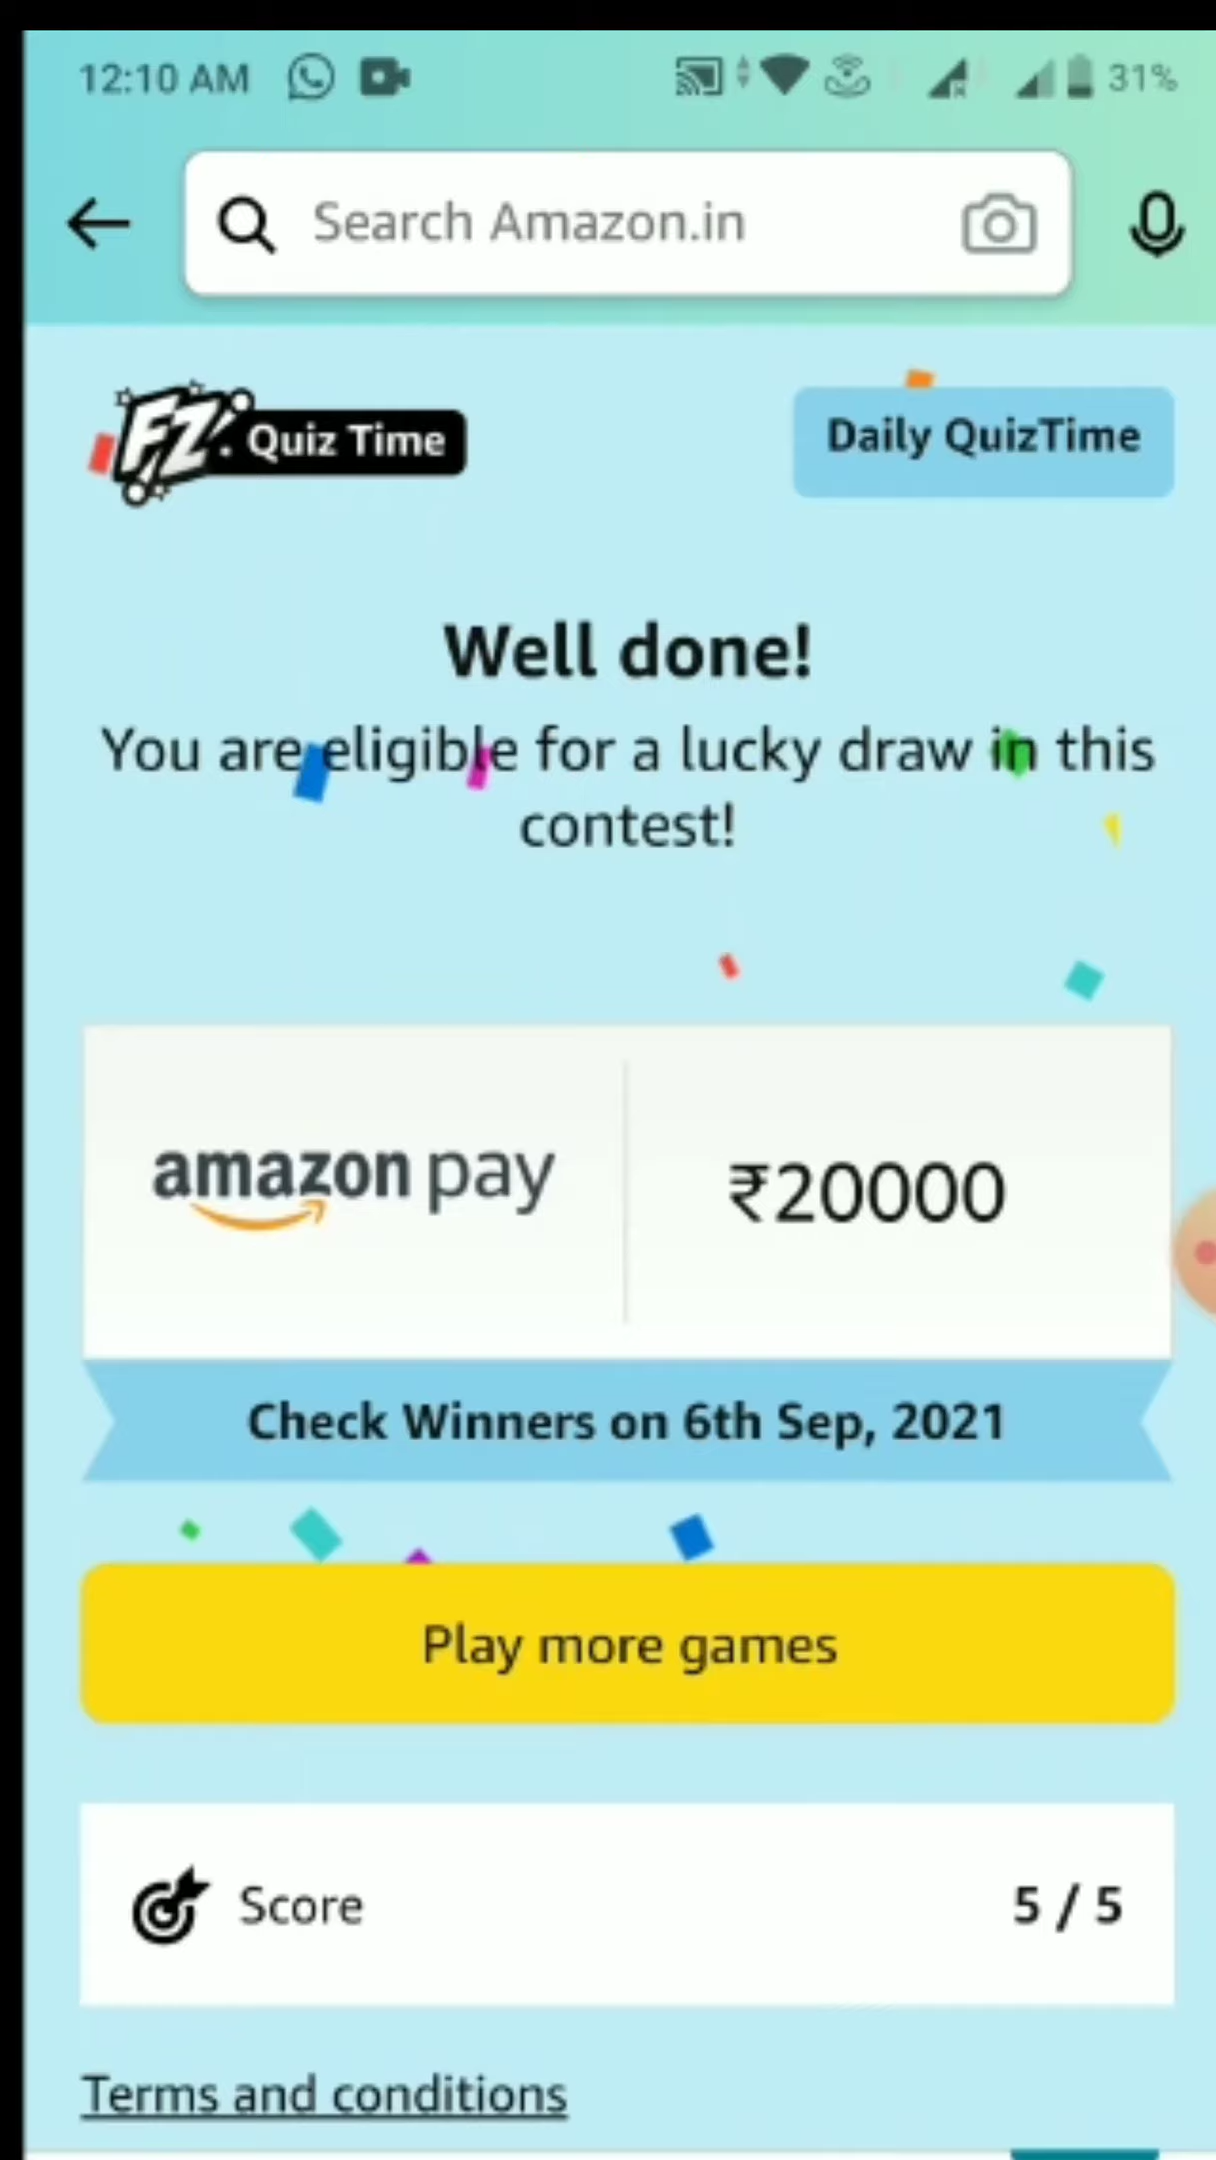 12:10 AM
31%
Search Amazon.in
FZ! Quiz Time
Daily QuizTime
Well done!
You are eligible for a lucky draw in this
contest!
amazon pay
₹20000
Check Winners on 6th Sep, 2021
Play more games
Score
5 / 5
Terms and conditions